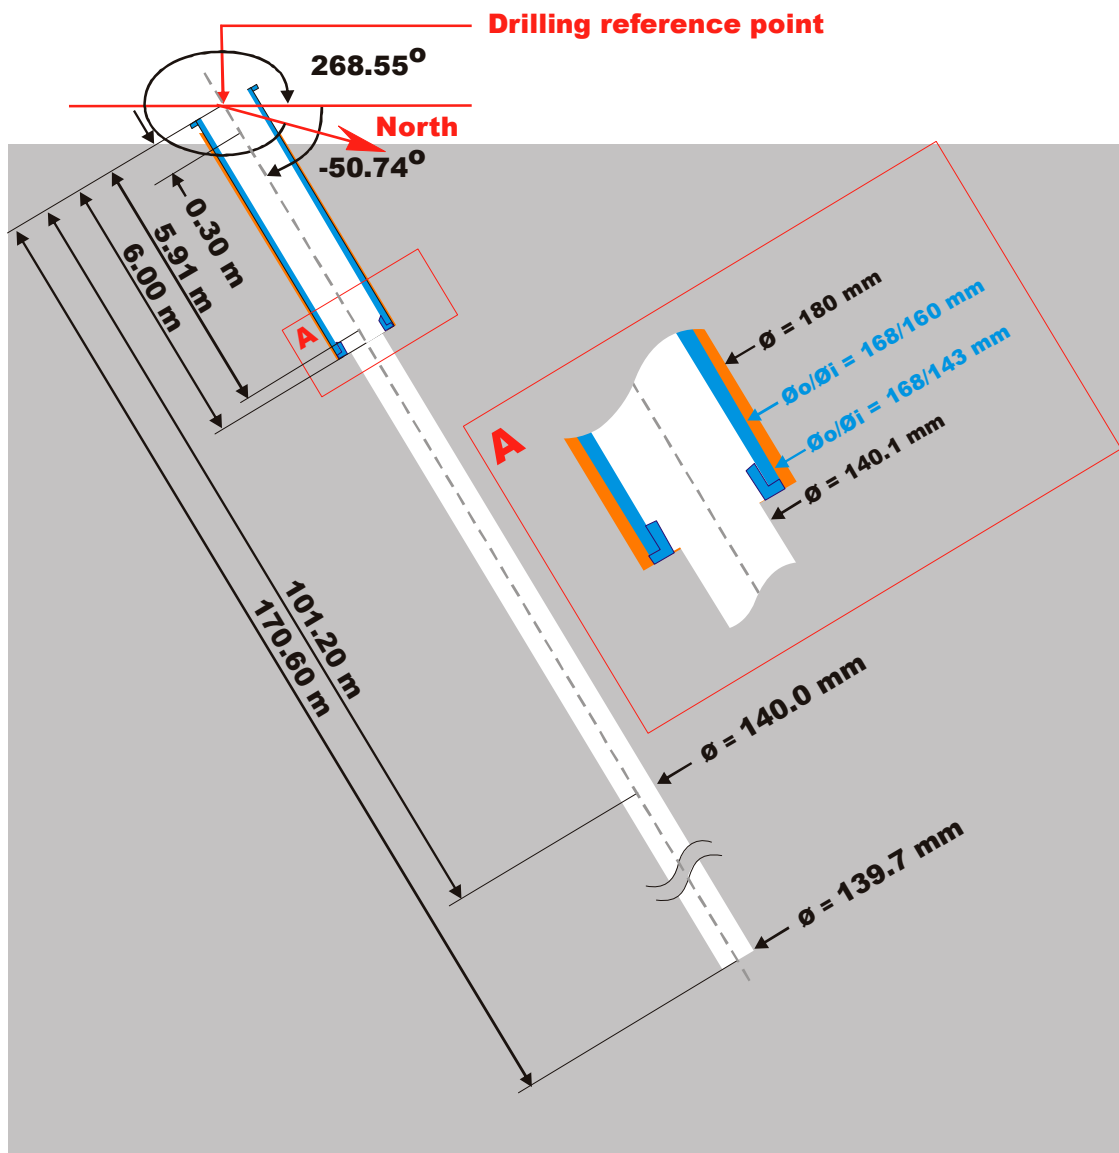 Drilling reference point
268.55°
North
-50.74°
0.30 m
5.91 m
6.00 m
A
101.20 m
170.60 m
A
ø = 180 mm
Øo/Øi = 168/160 mm
Øo/Øi = 168/143 mm
ø = 140.1 mm
ø = 140.0 mm
ø = 139.7 mm